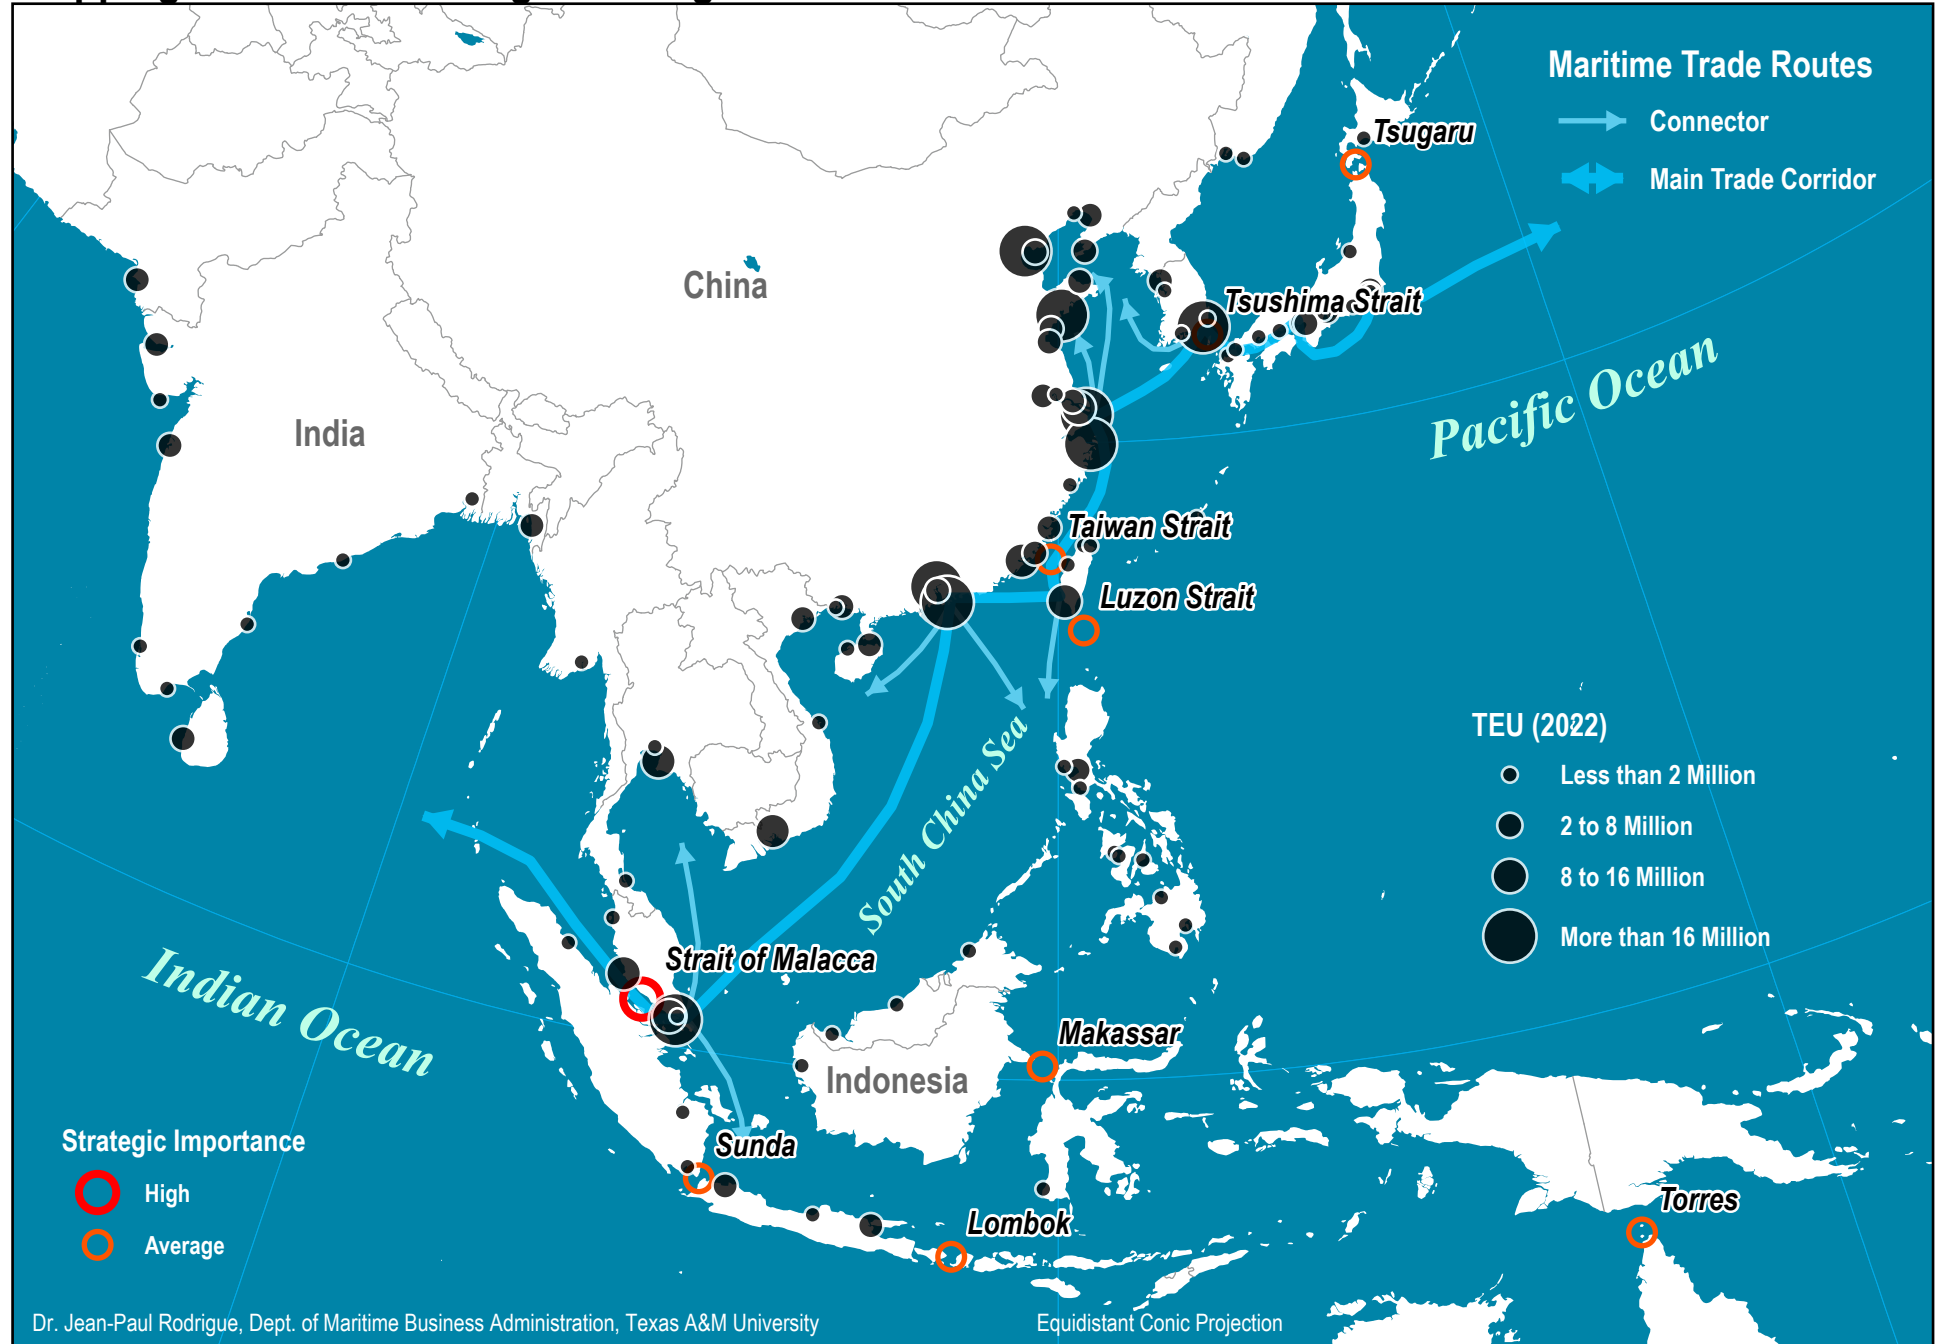 Maritime Trade Routes
Connector
Main Trade Corridor
Tsugaru
China
Tsushima Strait
Pacific Ocean
India
Taiwan Strait
Luzon Strait
South China Sea
TEU (2022)
Less than 2 Million
2 to 8 Million
8 to 16 Million
More than 16 Million
Strait of Malacca
Indian Ocean
Makassar
Indonesia
Strategic Importance
High
Average
Sunda
Torres
Lombok
Dr. Jean-Paul Rodrigue, Dept. of Maritime Business Administration, Texas A&M University
Equidistant Conic Projection